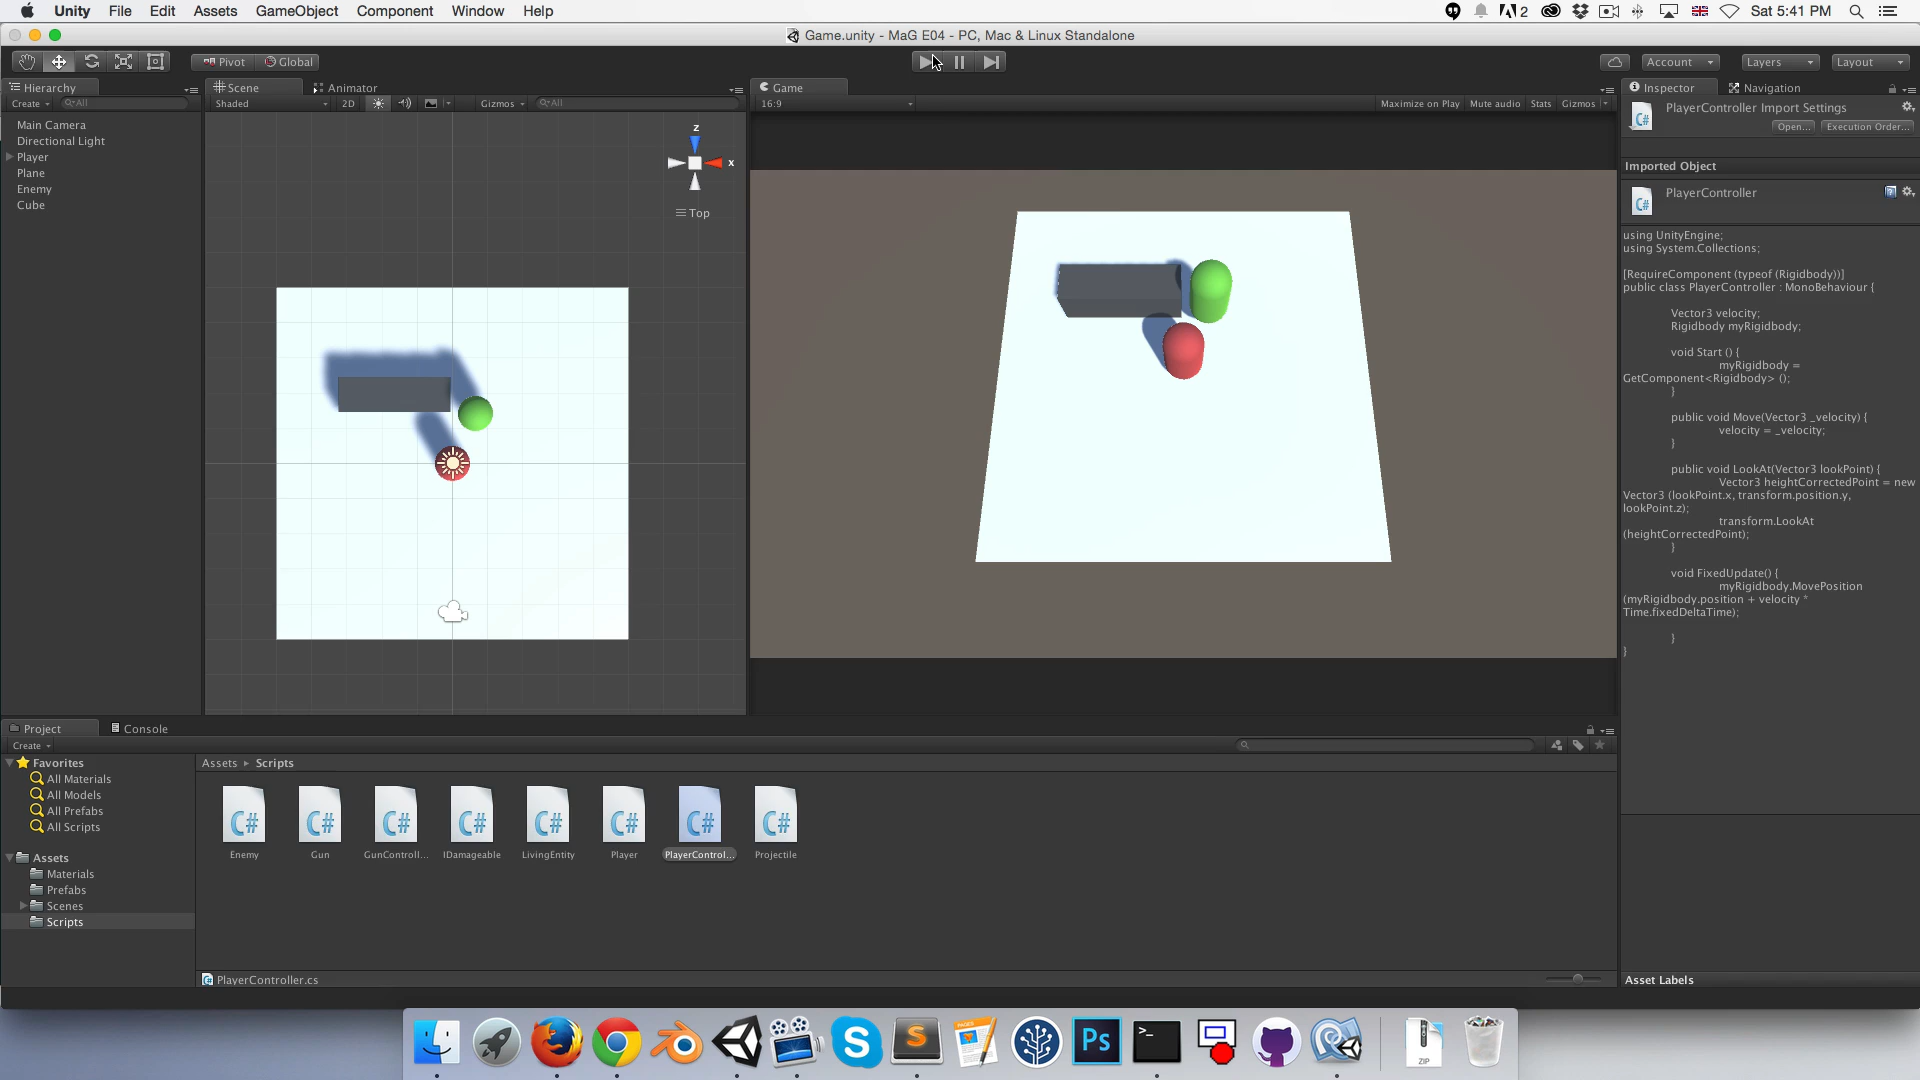 Unity File Edit Assets GameObject Component Window Help
2 Sat 5:41 PM
Game.unity - MaG E04 - PC, Mac & Linux Standalone
Pivot Global
Account Layers Layout
Hierarchy
Create All
Main Camera
Directional Light
Player
Plane
Enemy
Cube
Scene Animator
Shaded 2D Gizmos All
z
x
Top
Game
16:9 Maximize on Play Mute audio Stats Gizmos
Inspector Navigation
PlayerController Import Settings
Open... Execution Order...
Imported Object
PlayerController
using UnityEngine;
using System.Collections;
[RequireComponent (typeof (Rigidbody))]
public class PlayerController : MonoBehaviour {
Vector3 velocity;
Rigidbody myRigidbody;
void Start () {
myRigidbody =
GetComponent<Rigidbody> ();
}
public void Move(Vector3 _velocity) {
velocity = _velocity;
}
public void LookAt(Vector3 lookPoint) {
Vector3 heightCorrectedPoint = new
Vector3 (lookPoint.x, transform.position.y,
lookPoint.z);
transform.LookAt
(heightCorrectedPoint);
}
void FixedUpdate() {
myRigidbody.MovePosition
(myRigidbody.position + velocity *
Time.fixedDeltaTime);
}
}
Asset Labels
Project Console
Create
Favorites
All Materials
All Models
All Prefabs
All Scripts
Assets
Materials
Prefabs
Scenes
Scripts
Assets Scripts
C# C# C# C# C# C# C# C#
Enemy Gun GunControll... IDamageable LivingEntity Player PlayerControl... Projectile
PlayerController.cs
S S PAGES Ps >_ ZIP